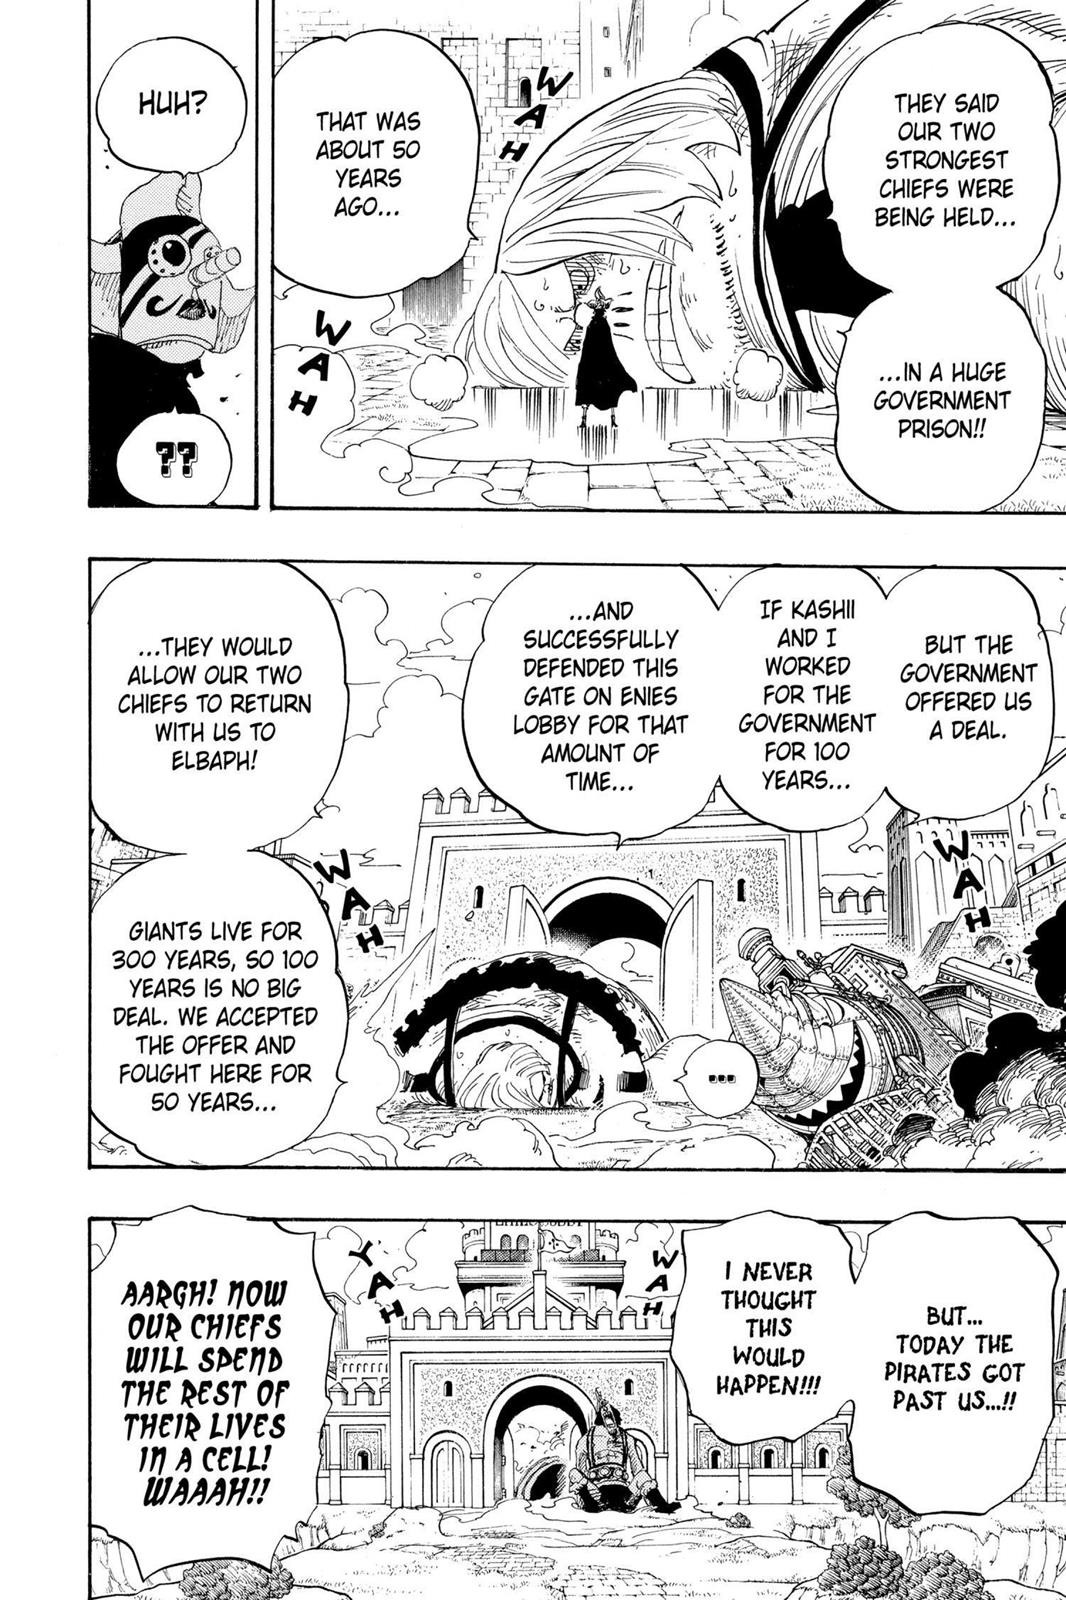 THEY SAID
OUR TWO
STRONGEST
CHIEFS WERE
BEING HELD...
...IN A HUGE
GOVERNMENT
PRISON!!
WAH
THAT WAS
ABOUT 50
YEARS
AGO...
WAH
HUH?
??
BUT THE
GOVERNMENT
OFFERED US
A DEAL.
IF KASHII
AND I
WORKED
FOR THE
GOVERNMENT
FOR 100
YEARS...
...AND
SUCCESSFULLY
DEFENDED THIS
GATE ON ENIES
LOBBY FOR THAT
AMOUNT OF
TIME...
...THEY WOULD
ALLOW OUR TWO
CHIEFS TO RETURN
WITH US TO
ELBAPH!
WAH
WAH
GIANTS LIVE FOR
300 YEARS, SO 100
YEARS IS NO BIG
DEAL. WE ACCEPTED
THE OFFER AND
FOUGHT HERE FOR
50 YEARS...
...
BUT...
TODAY THE
PIRATES GOT
PAST US...!!
I NEVER
THOUGHT
THIS
WOULD
HAPPEN!!!
WAH
YAH
AARGH! NOW
OUR CHIEFS
WILL SPEND
THE REST OF
THEIR LIVES
IN A CELL!
WAAAH!!